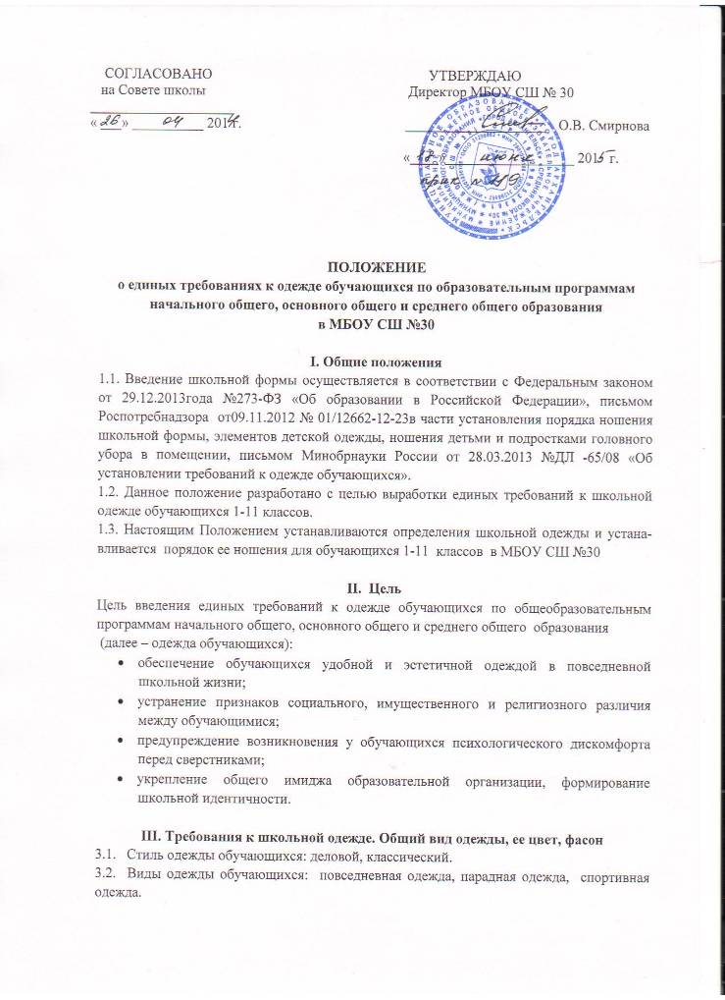 СОГЛАСОВАНО
на Совете школы
« 26 » 04 2014г.
УТВЕРЖДАЮ
Директор МБОУ СШ № 30
О.В. Смирнова
« » июня 2015 г.
ПОЛОЖЕНИЕ
о единых требованиях к одежде обучающихся по образовательным программам
начального общего, основного общего и среднего общего образования
в МБОУ СШ №30
I. Общие положения
1.1. Введение школьной формы осуществляется в соответствии с Федеральным законом
от 29.12.2013года №273-ФЗ «Об образовании в Российской Федерации», письмом
Роспотребнадзора от09.11.2012 № 01/12662-12-23в части установления порядка ношения
школьной формы, элементов детской одежды, ношения детьми и подростками головного
убора в помещении, письмом Минобрнауки России от 28.03.2013 №ДЛ -65/08 «Об
установлении требований к одежде обучающихся».
1.2. Данное положение разработано с целью выработки единых требований к школьной
одежде обучающихся 1-11 классов.
1.3. Настоящим Положением устанавливаются определения школьной одежды и устана-
вливается порядок ее ношения для обучающихся 1-11 классов в МБОУ СШ №30
II. Цель
Цель введения единых требований к одежде обучающихся по общеобразовательным
программам начального общего, основного общего и среднего общего образования
(далее – одежда обучающихся):
• обеспечение обучающихся удобной и эстетичной одеждой в повседневной
школьной жизни;
• устранение признаков социального, имущественного и религиозного различия
между обучающимися;
• предупреждение возникновения у обучающихся психологического дискомфорта
перед сверстниками;
• укрепление общего имиджа образовательной организации, формирование
школьной идентичности.
III. Требования к школьной одежде. Общий вид одежды, ее цвет, фасон
3.1. Стиль одежды обучающихся: деловой, классический.
3.2. Виды одежды обучающихся: повседневная одежда, парадная одежда, спортивная
одежда.